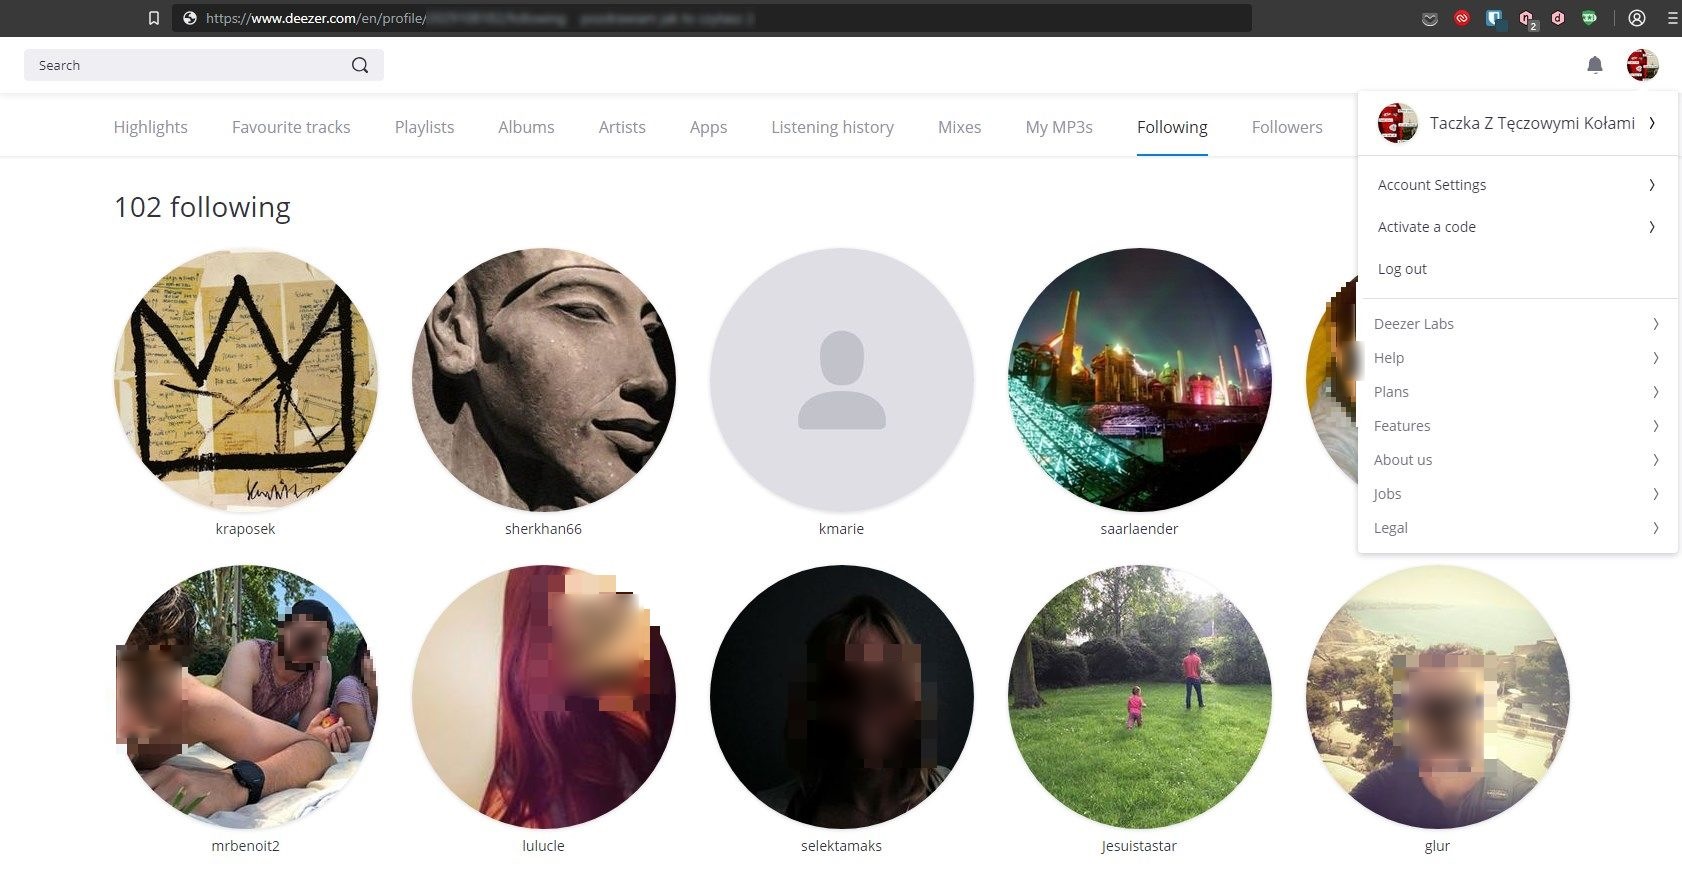 https://www.deezer.com/en/profile/
2
Search
Highlights Favourite tracks Playlists Albums Artists Apps Listening history Mixes My MP3s Following Followers
Taczka Z Tęczowymi Kołami
Account Settings
Activate a code
Log out
Deezer Labs
Help
Plans
Features
About us
Jobs
Legal
102 following
kraposek
sherkhan66
kmarie
saarlaender
mrbenoit2
lulucle
selektamaks
Jesuistastar
glur